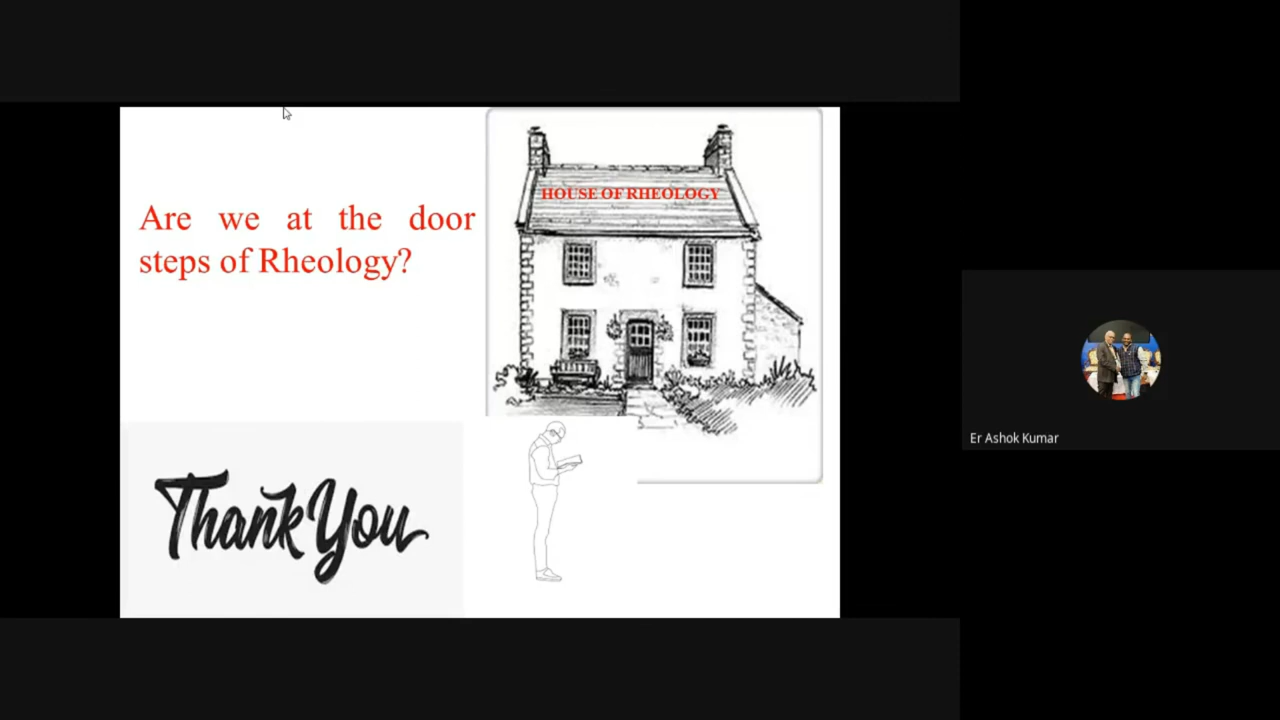 Are we at the door
steps of Rheology?
HOUSE OF RHEOLOGY
Thank You
Er Ashok Kumar